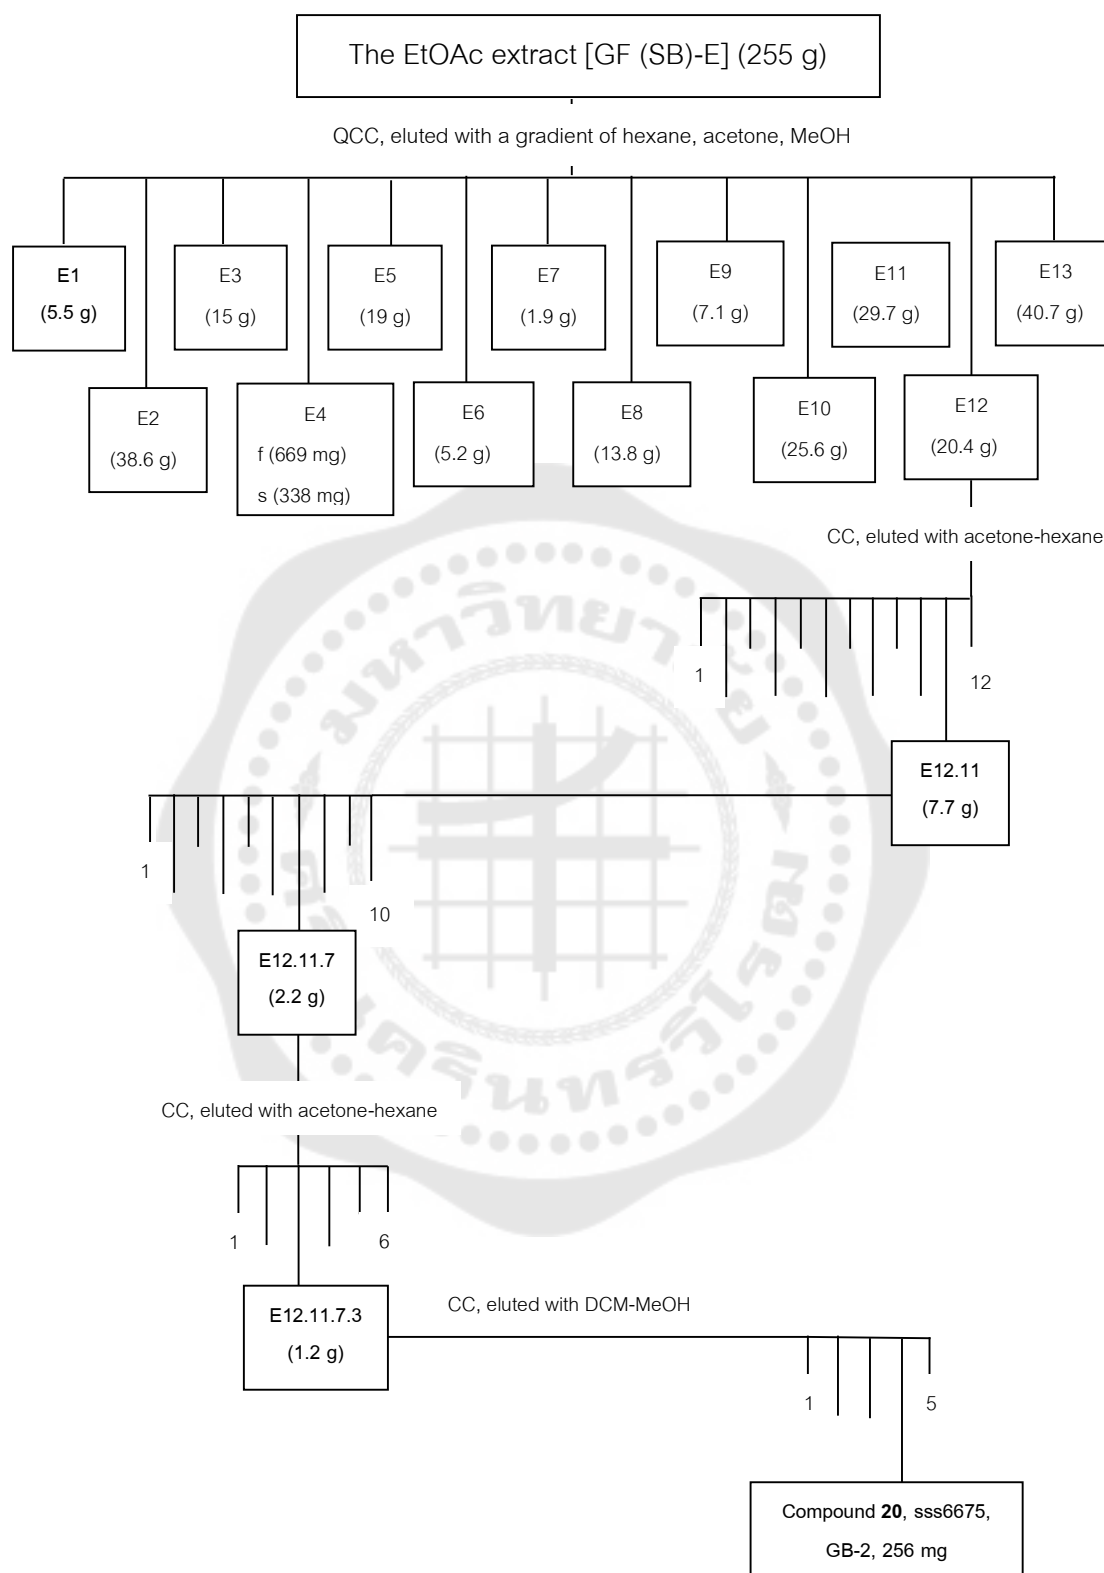 The EtOAc extract [GF (SB)-E] (255 g)
QCC, eluted with a gradient of hexane, acetone, MeOH
E1
(5.5 g)
E3
(15 g)
E5
(19 g)
E7
(1.9 g)
E9
(7.1 g)
E11
(29.7 g)
E13
(40.7 g)
E2
(38.6 g)
E4
f (669 mg)
s (338 mg)
E6
(5.2 g)
E8
(13.8 g)
E10
(25.6 g)
E12
(20.4 g)
CC, eluted with acetone-hexane
1
12
E12.11
(7.7 g)
1
10
E12.11.7
(2.2 g)
CC, eluted with acetone-hexane
1
6
E12.11.7.3
(1.2 g)
CC, eluted with DCM-MeOH
1
5
Compound 20, sss6675,
GB-2, 256 mg